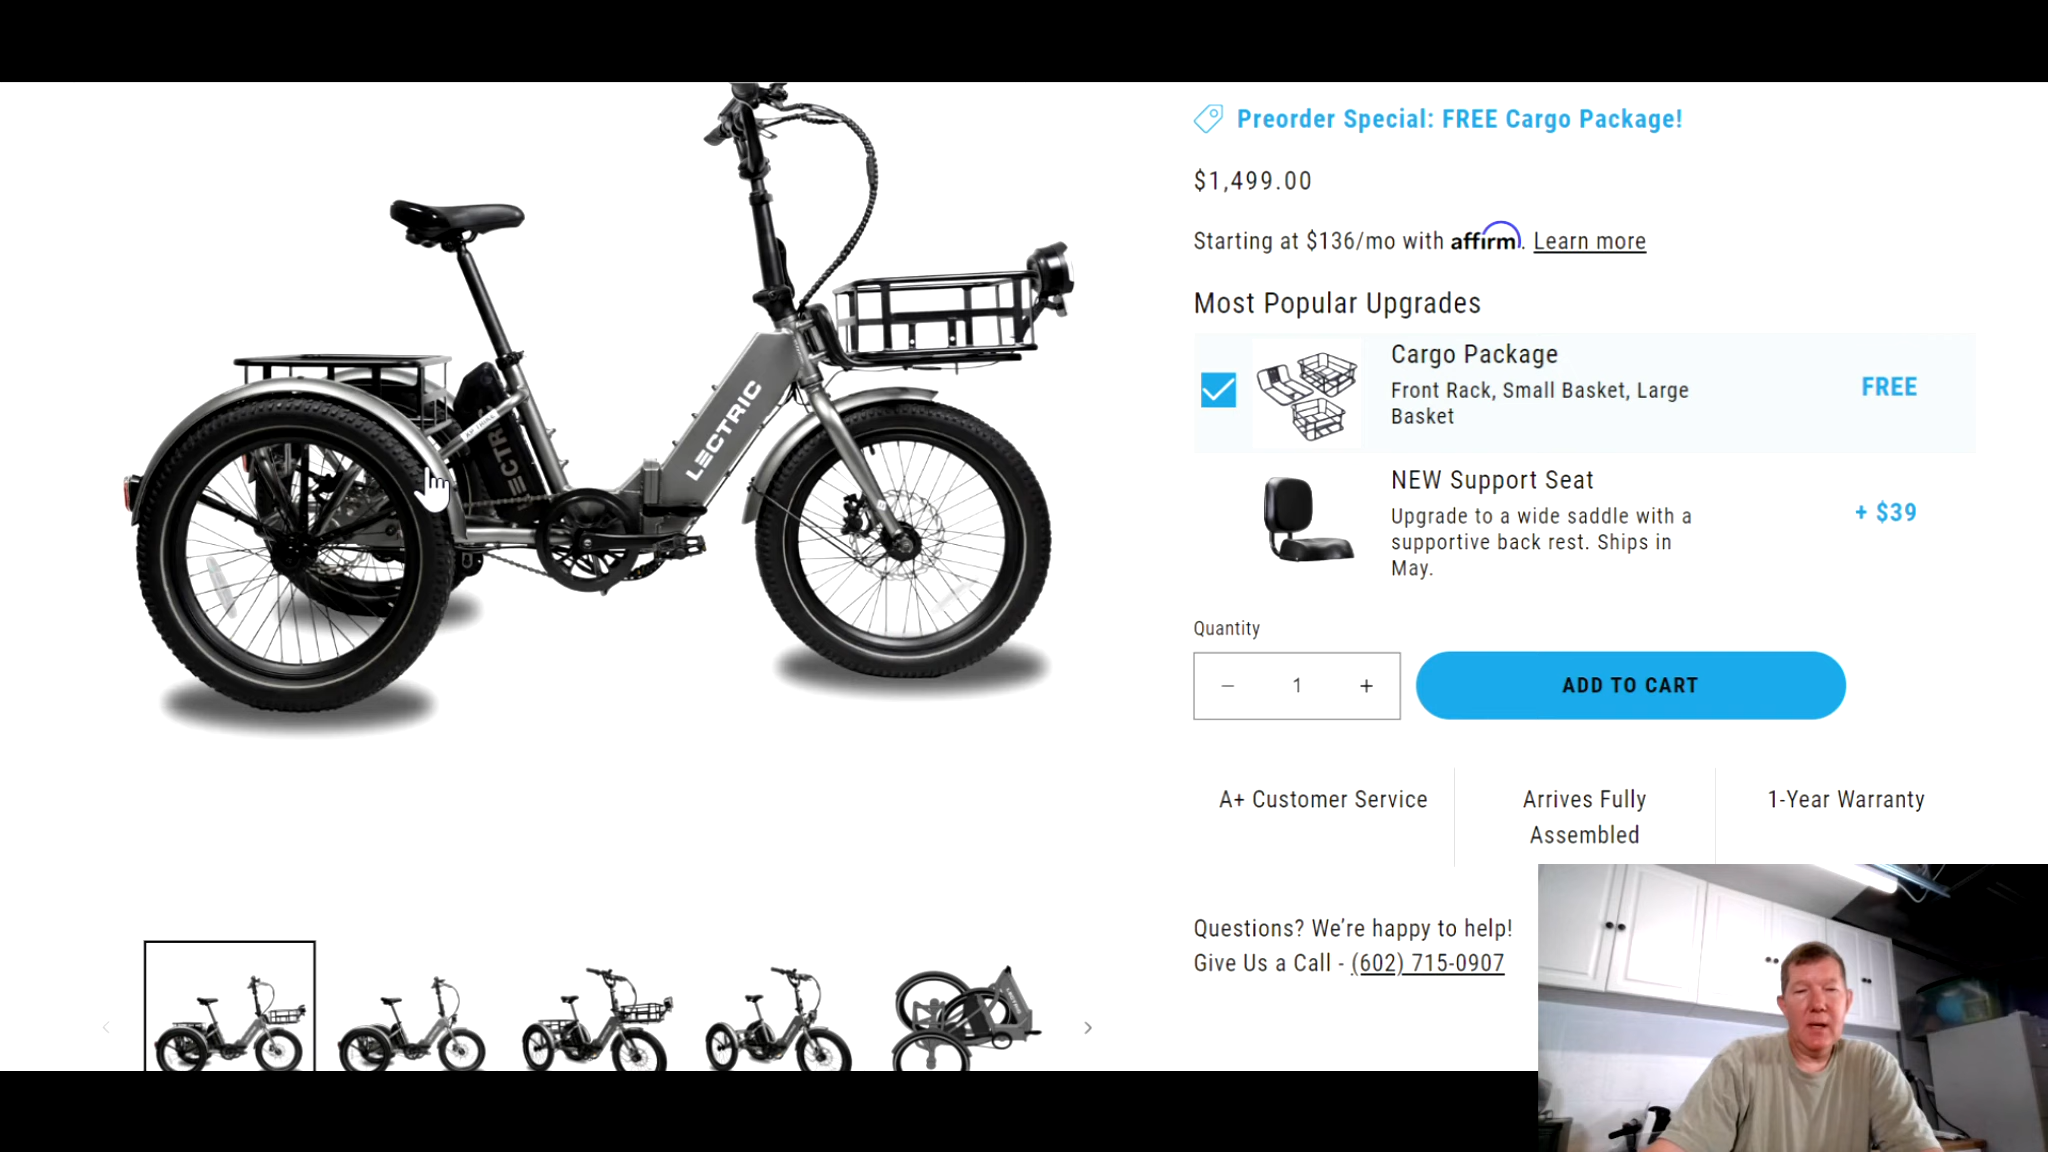 Preorder Special: FREE Cargo Package!
$1,499.00
Starting at $136/mo with affirm. Learn more
Most Popular Upgrades
Cargo Package
Front Rack, Small Basket, Large
Basket
FREE
NEW Support Seat
Upgrade to a wide saddle with a
supportive back rest. Ships in
May.
+ $39
Quantity
− 1 +
ADD TO CART
A+ Customer Service
Arrives Fully
Assembled
1-Year Warranty
Questions? We’re happy to help!
Give Us a Call - (602) 715-0907
LECTRIC
LECTRIC